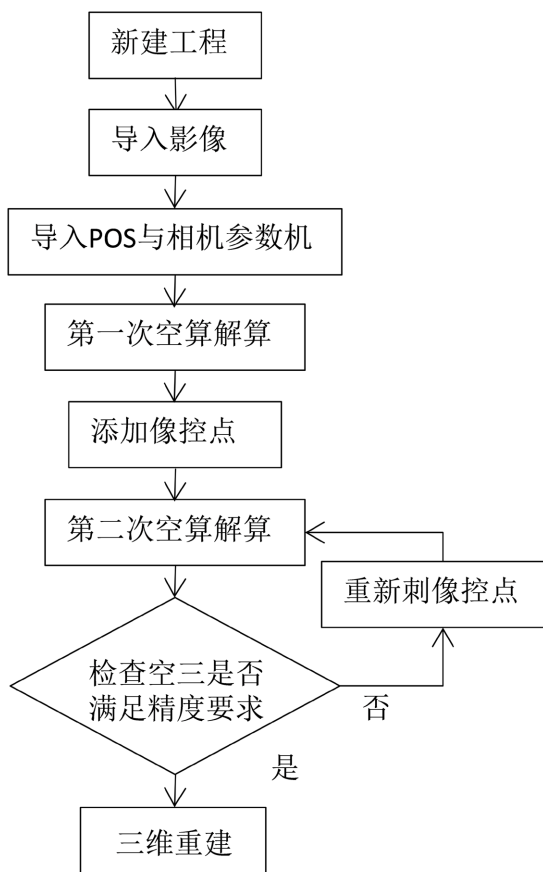 新建工程
导入影像
导入POS与相机参数机
第一次空算解算
添加像控点
第二次空算解算
重新刺像控点
检查空三是否
满足精度要求
否
是
三维重建